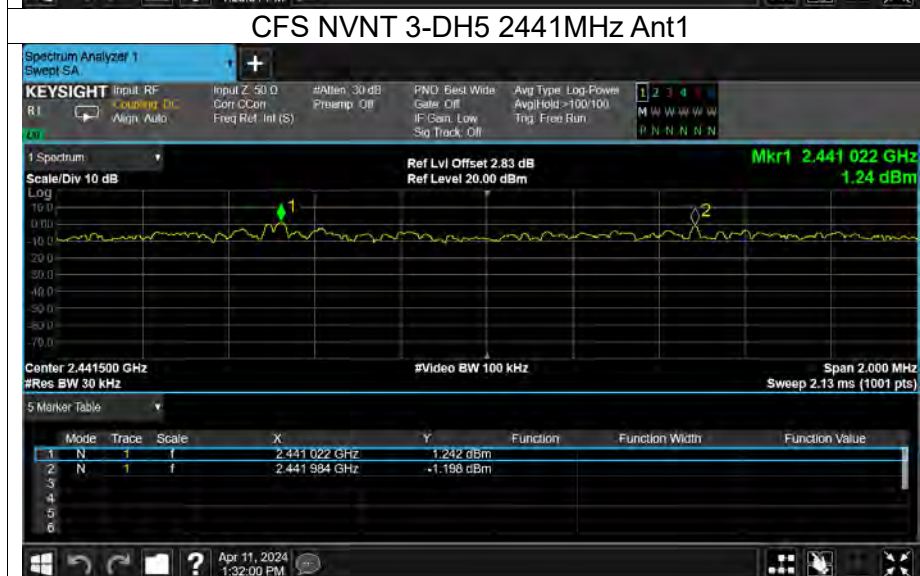 CFS NVNT 3-DH5 2441MHz Ant1
Spectrum Analyzer 1
Swept SA
+
KEYSIGHT Input: RF Input Z: 50 Ω #Atten: 30 dB PNO: Best Wide Avg Type: Log-Power 1 2 3 4
R L Coupling: DC Corr CCorr Preamp: Off Gate: Off Avg|Hold: >100/100 M W W W W W
Align: Auto Freq Ref: Int (S) IF Gain: Low Trig: Free Run P N N N N N
Sig Track: Off
1 Spectrum Ref Lvl Offset 2.83 dB Mkr1 2.441 022 GHz
Scale/Div 10 dB Ref Level 20.00 dBm 1.24 dBm
Log
10.0
0.00
-10.0
-20.0
-30.0
-40.0
-50.0
-60.0
-70.0
1
2
Center 2.441500 GHz #Video BW 100 kHz Span 2.000 MHz
#Res BW 30 kHz Sweep 2.13 ms (1001 pts)
5 Marker Table
Mode Trace Scale X Y Function Function Width Function Value
1 N 1 f 2.441 022 GHz 1.242 dBm
2 N 1 f 2.441 984 GHz -1.198 dBm
3
4
5
6
? Apr 11, 2024
1:32:00 PM